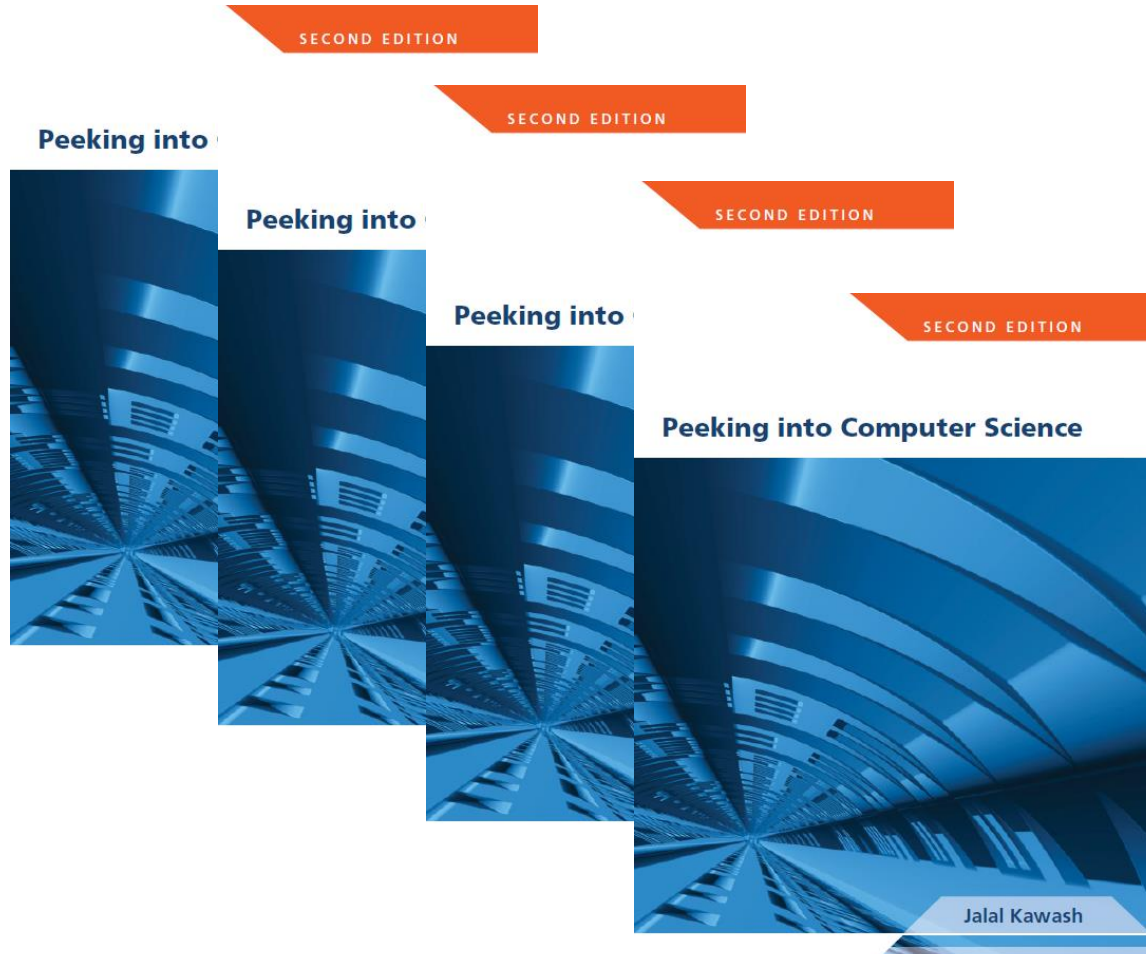 SECOND EDITION
SECOND EDITION
Peeking into
SECOND EDITION
Peeking into
SECOND EDITION
Peeking into
Peeking into Computer Science
Jalal Kawash